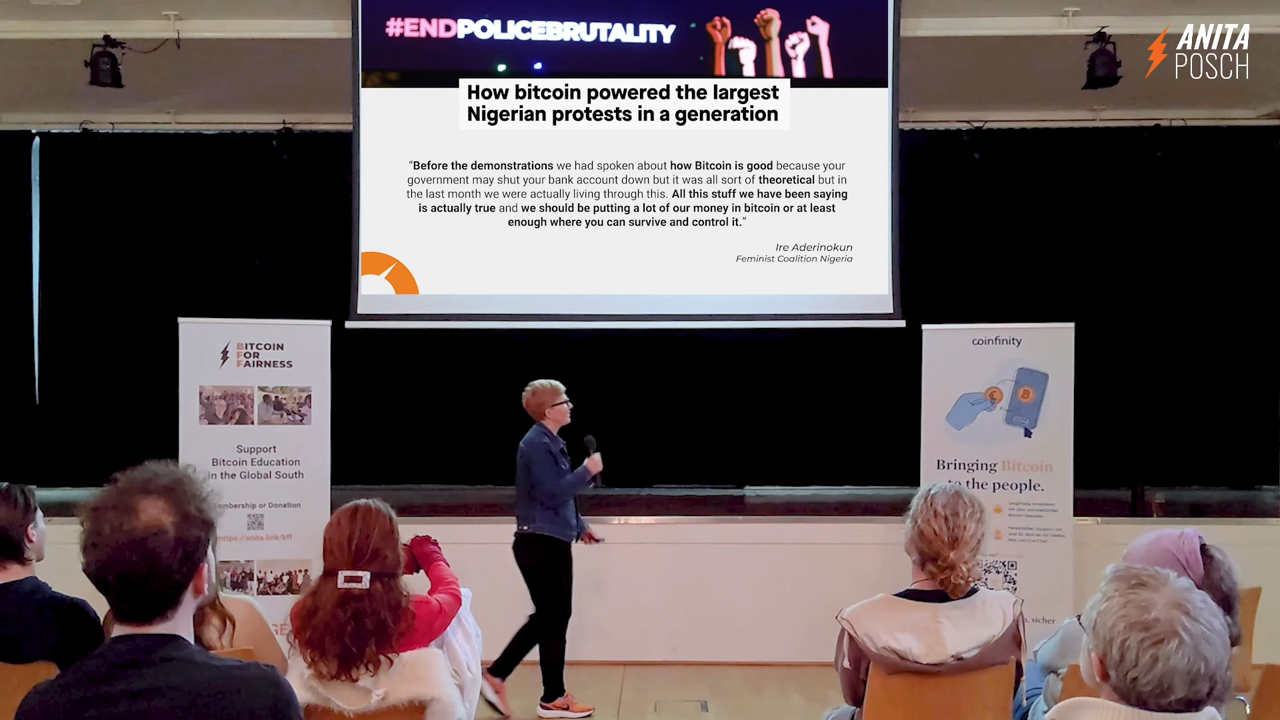 #ENDPOLICEBRUTALITY
How bitcoin powered the largest
Nigerian protests in a generation
“Before the demonstrations we had spoken about how Bitcoin is good because your
government may shut your bank account down but it was all sort of theoretical but in
the last month we were actually living through this. All this stuff we have been saying
is actually true and we should be putting a lot of our money in bitcoin or at least
enough where you can survive and control it.”
Ire Aderinokun
Feminist Coalition Nigeria
ANITA
POSCH
BITCOIN
FOR
FAIRNESS
Support
Bitcoin Education
in the Global South
Membership or Donation
https://anita.link/bff
coinfinity
Bringing Bitcoin
to the people.
sicher